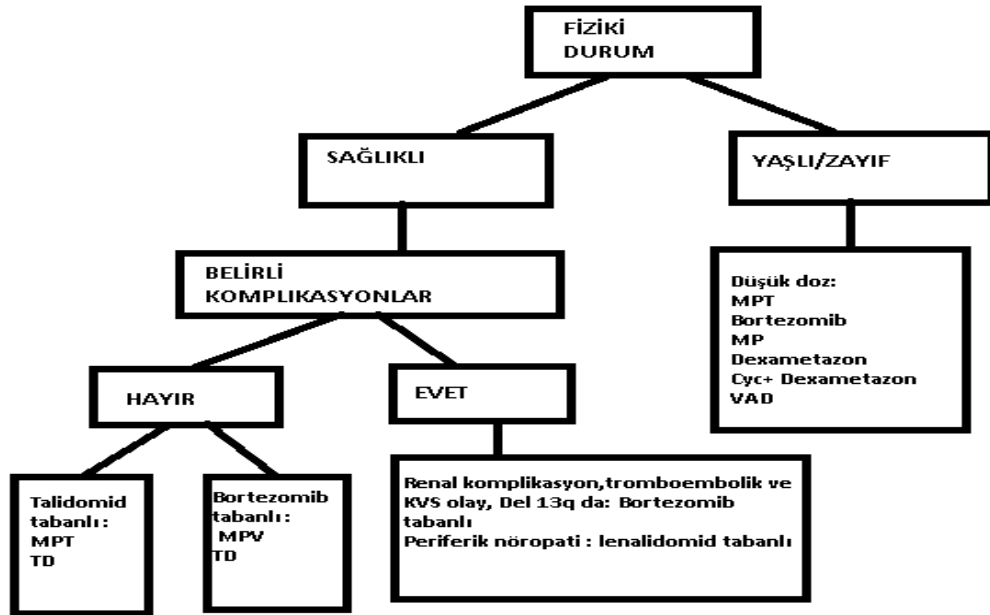 FİZİKİ
DURUM
SAĞLIKLI
YAŞLI/ZAYIF
BELİRLİ
KOMPLIKASYONLAR
Düşük doz:
MPT
Bortezomib
MP
Dexametazon
Cyc+ Dexametazon
VAD
HAYIR
EVET
Talidomid
tabanlı :
MPT
TD
Bortezomib
tabanlı :
MPV
TD
Renal komplikasyon,tromboembolik ve
KVS olay, Del 13q da: Bortezomib
tabanlı
Periferik nöropati : lenalidomid tabanlı